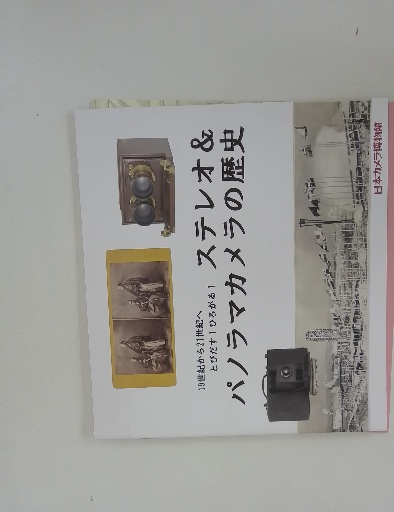 19世紀から21世紀へ
とびだす！ひろがる！
ステレオ&
パノラマカメラの歴史
日本カメラ博物館